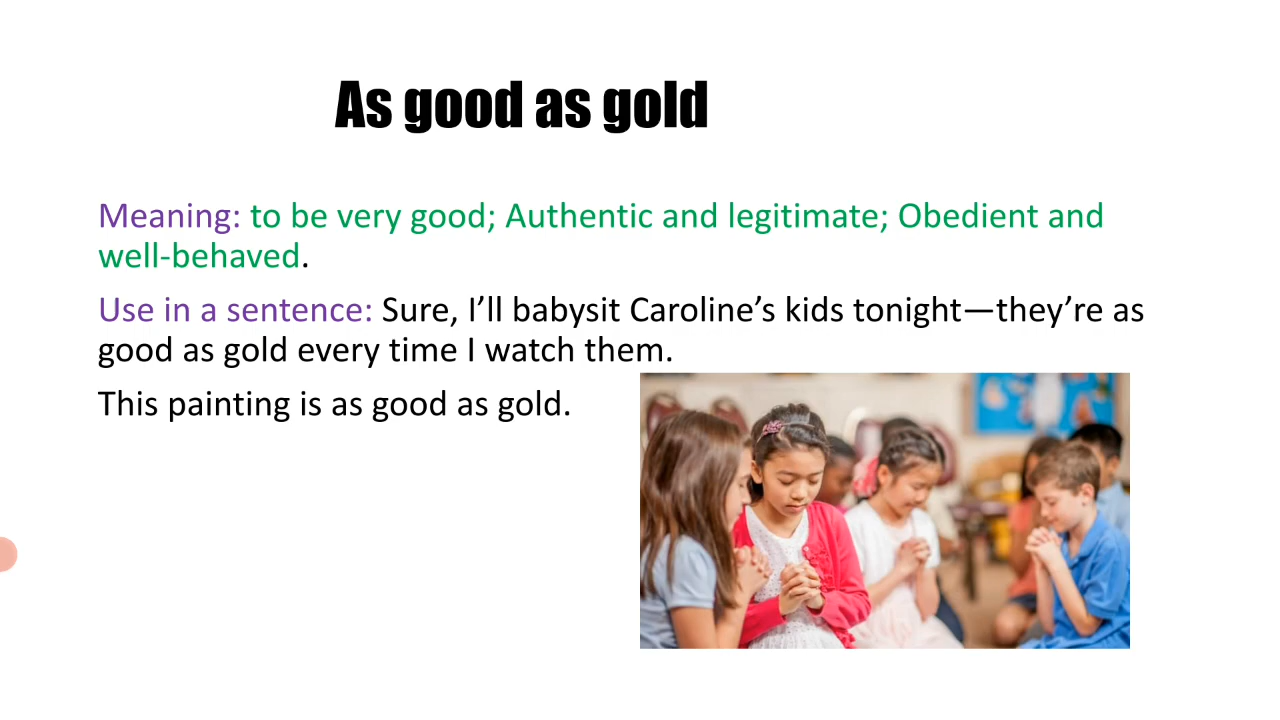 As good as gold
Meaning: to be very good; Authentic and legitimate; Obedient and
well-behaved.
Use in a sentence: Sure, I’ll babysit Caroline’s kids tonight—they’re as
good as gold every time I watch them.
This painting is as good as gold.